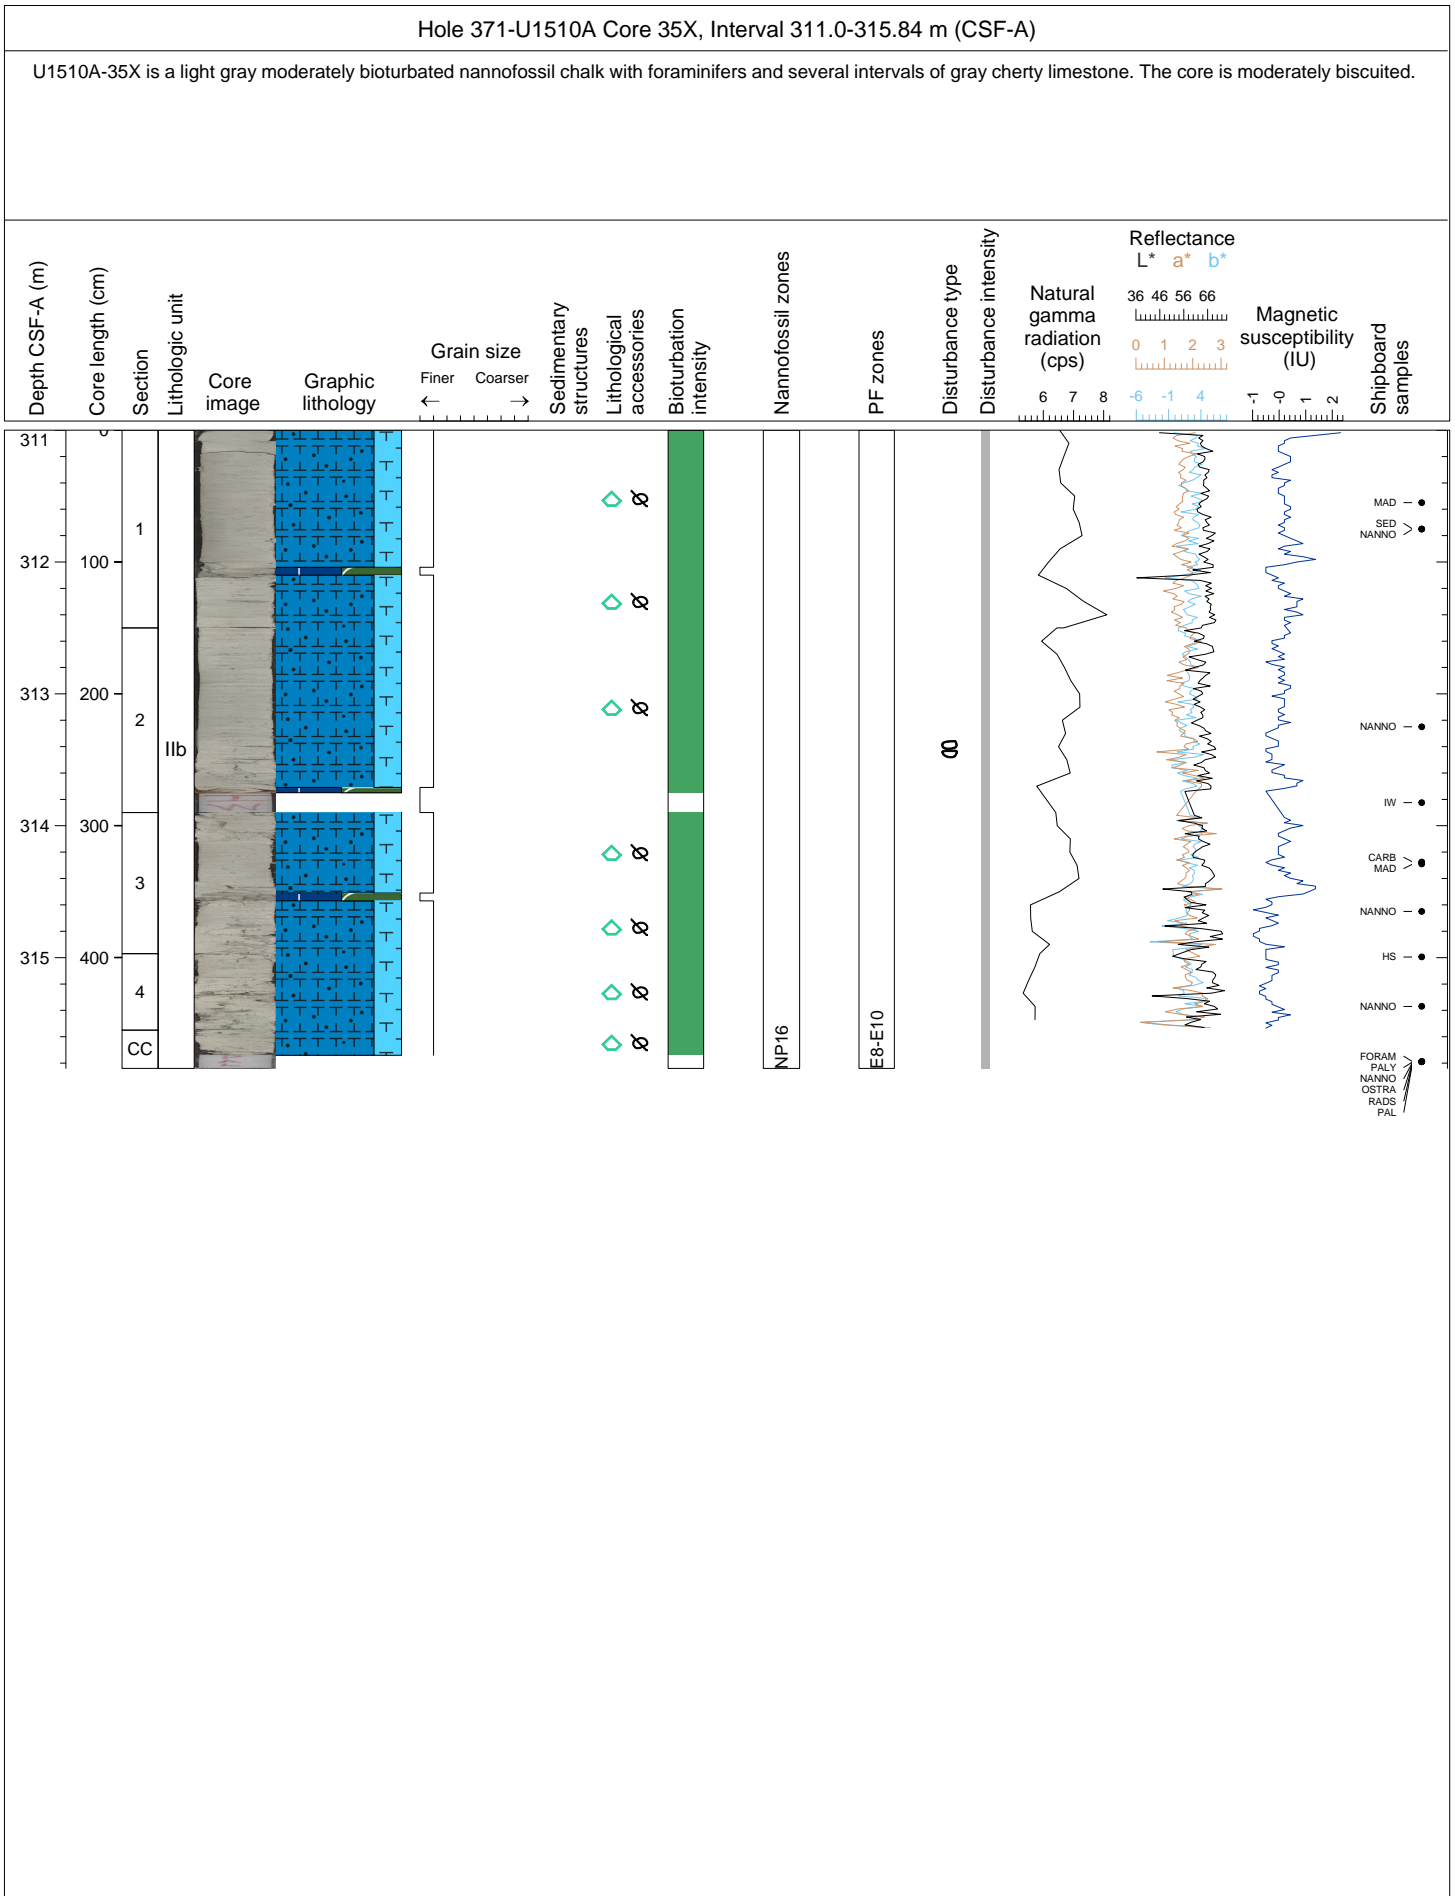 Hole 371-U1510A Core 35X, Interval 311.0-315.84 m (CSF-A)
U1510A-35X is a light gray moderately bioturbated nannofossil chalk with foraminifers and several intervals of gray cherty limestone. The core is moderately biscuited.
Depth CSF-A (m)
Core length (cm)
Section
Lithologic unit
Core
image
Graphic
lithology
Grain size
Finer Coarser
← →
Sedimentary
structures
Lithological
accessories
Bioturbation
intensity
Nannofossil zones
PF zones
Disturbance type
Disturbance intensity
Natural
gamma
radiation
(cps)
6 7 8
Reflectance
L* a* b*
36 46 56 66
0 1 2 3
-6 -1 4
Magnetic
susceptibility
(IU)
-1 -0 1 2
Shipboard
samples
311
312
313
314
315
0
100
200
300
400
1
2
3
4
CC
IIb
NP16
E8-E10
MAD
SED
NANNO
NANNO
IW
CARB
MAD
NANNO
HS
NANNO
FORAM
PALY
NANNO
OSTRA
RADS
PAL